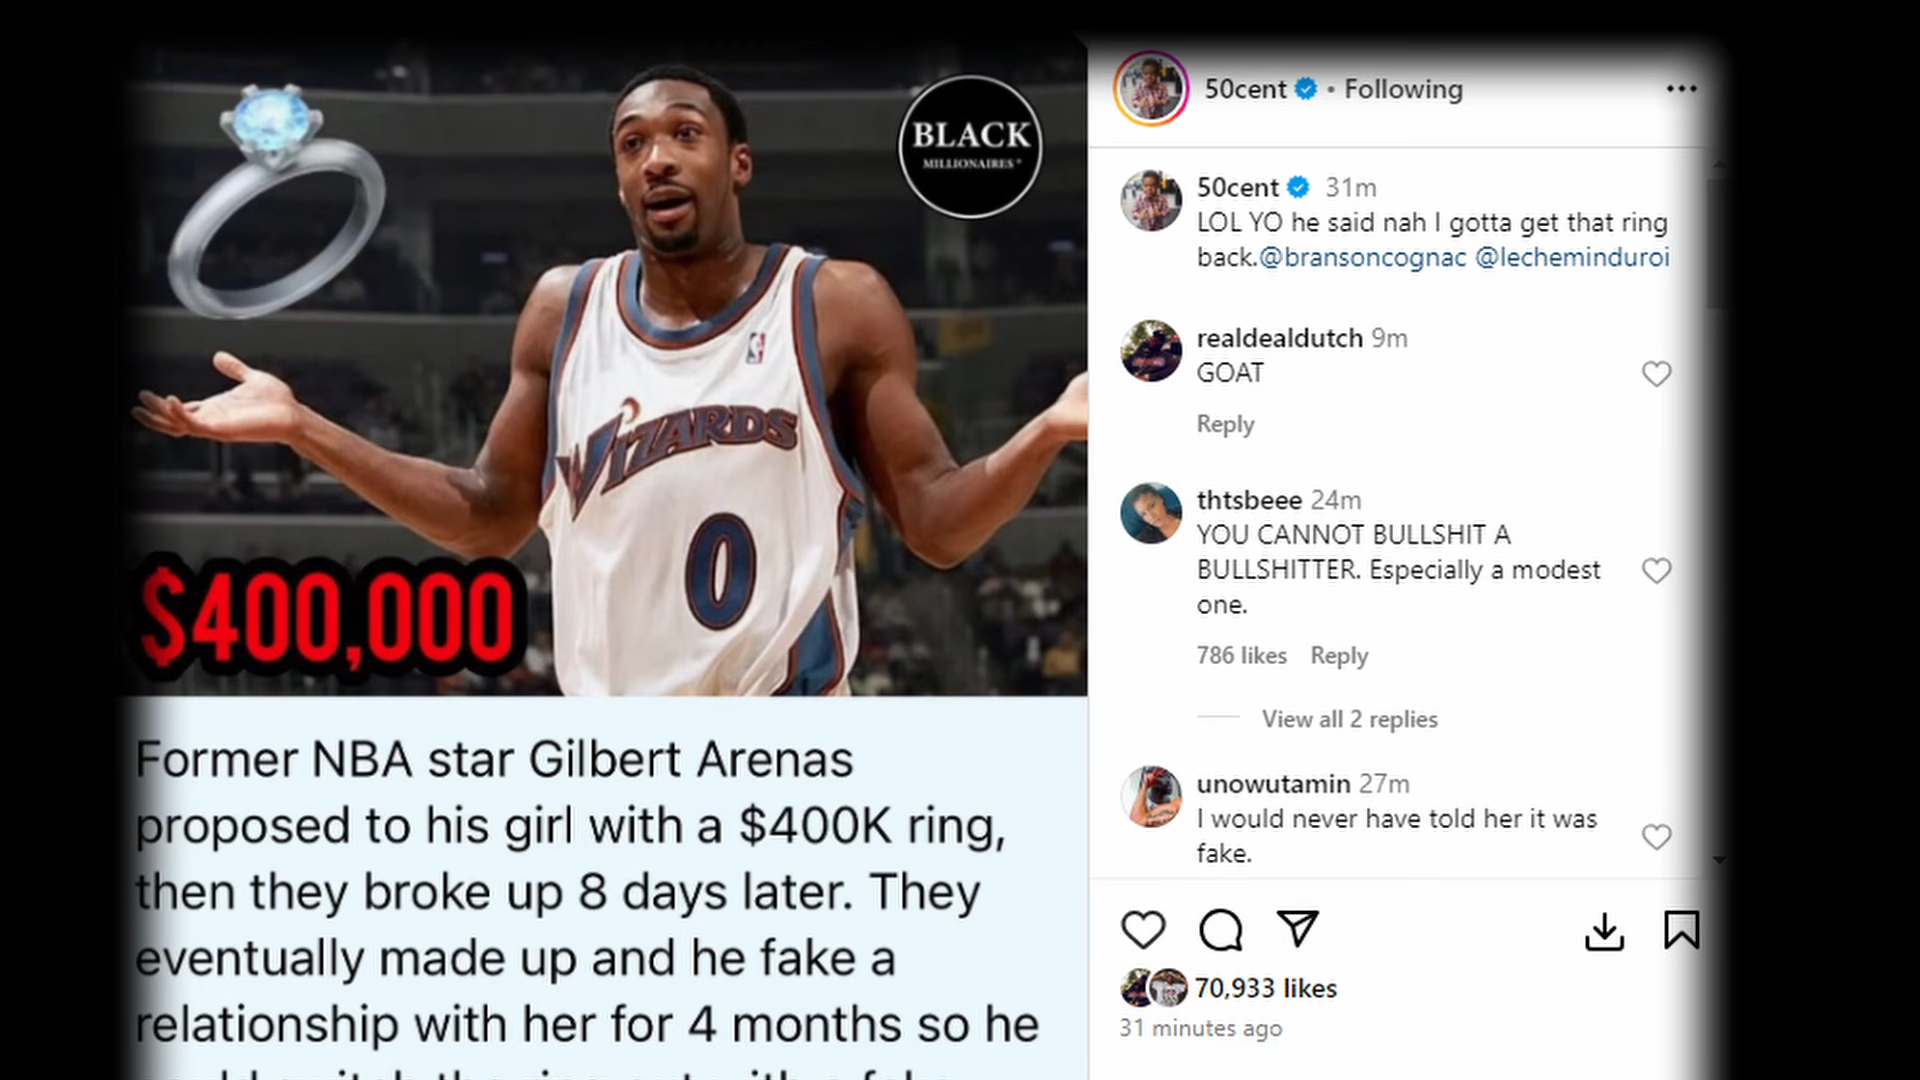 BLACK
MILLIONAIRES
WIZARDS
0
$400,000
Former NBA star Gilbert Arenas
proposed to his girl with a $400K ring,
then they broke up 8 days later. They
eventually made up and he fake a
relationship with her for 4 months so he
50cent • Following
50cent 31m
LOL YO he said nah I gotta get that ring
back.@bransoncognac @lecheminduroi
realdealdutch 9m
GOAT
Reply
thtsbeee 24m
YOU CANNOT BULLSHIT A
BULLSHITTER. Especially a modest
one.
786 likes Reply
View all 2 replies
unowutamin 27m
I would never have told her it was
fake.
70,933 likes
31 minutes ago